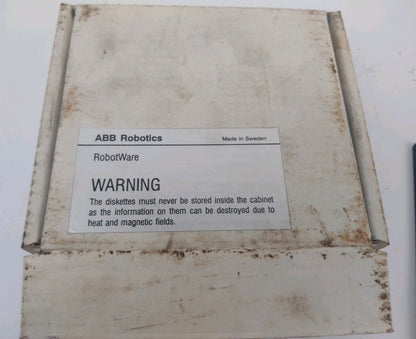 ABB Robotics Made in Sweden
RobotWare
WARNING
The diskettes must never be stored inside the cabinet
as the information on them can be destroyed due to
heat and magnetic fields.